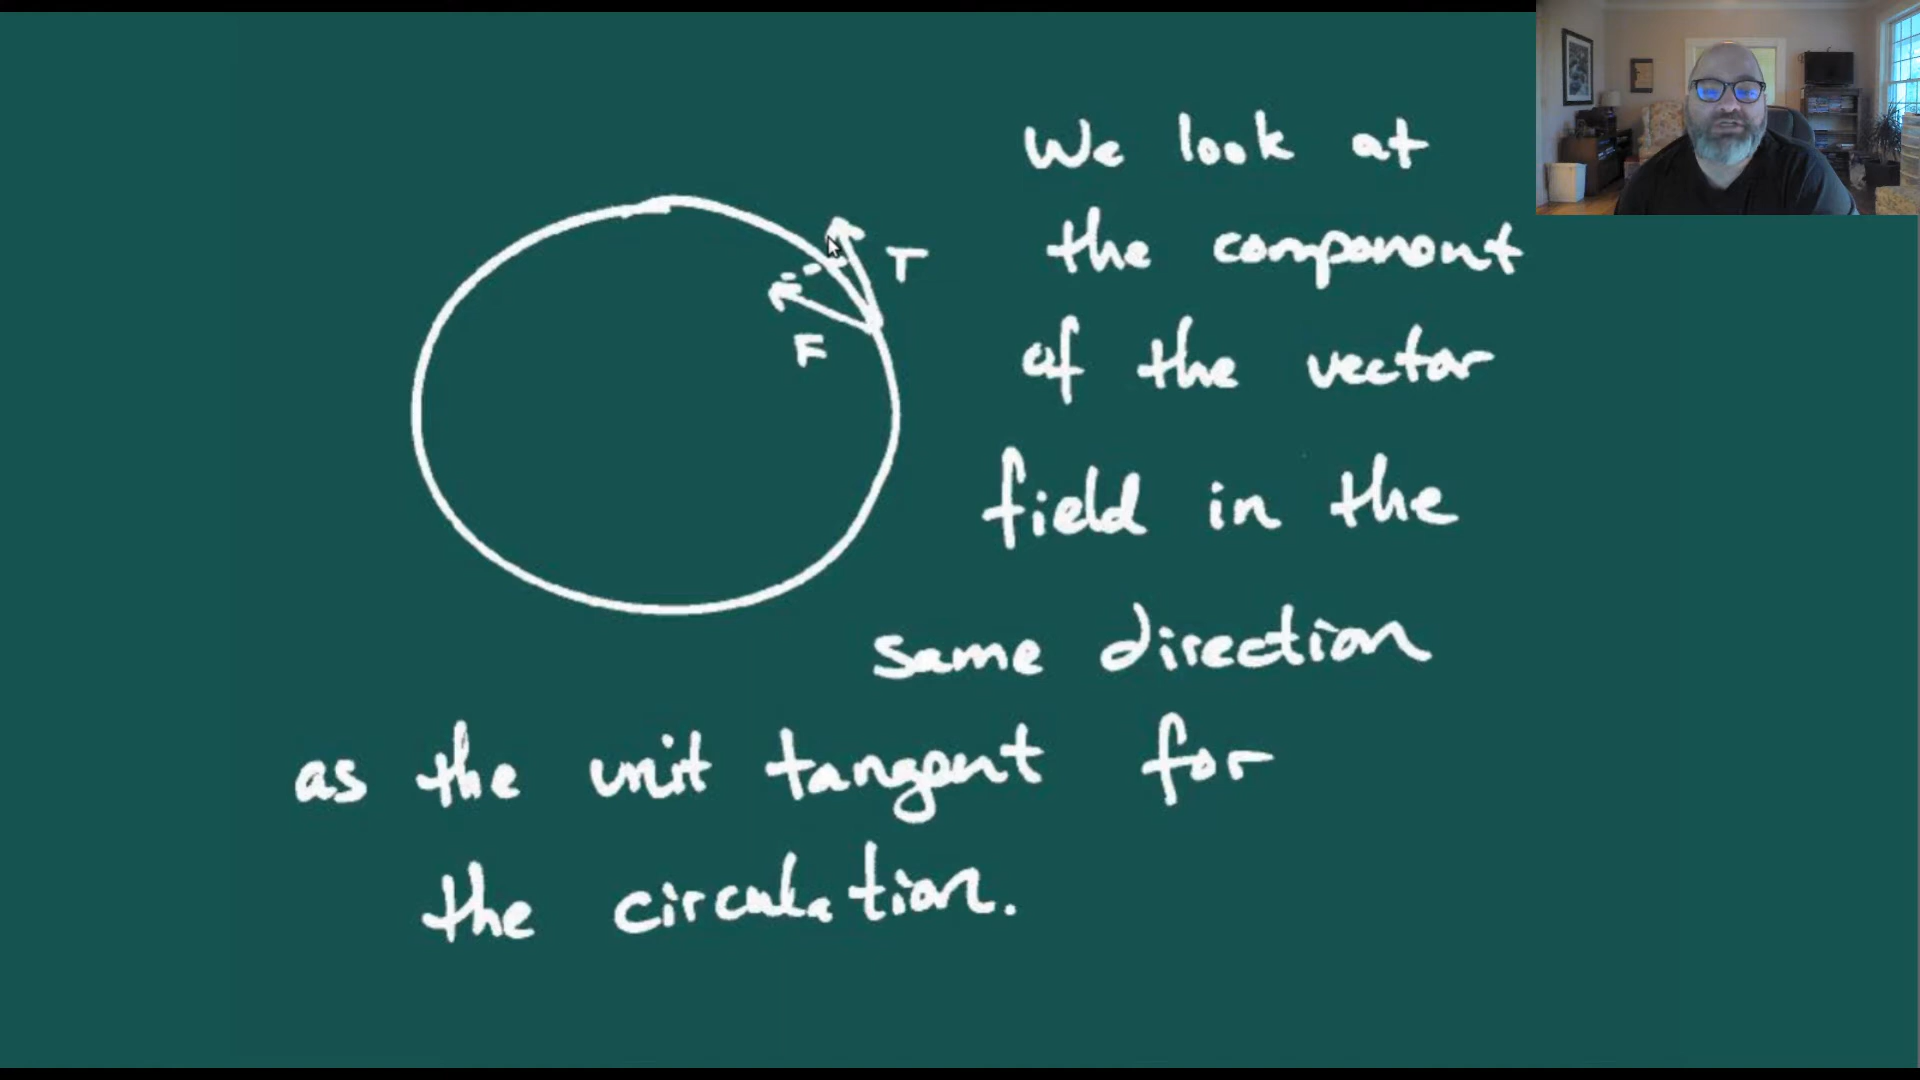 We look at
the component
T
F
of the vector
field in the
same direction
as the unit tangent for
the circulation.